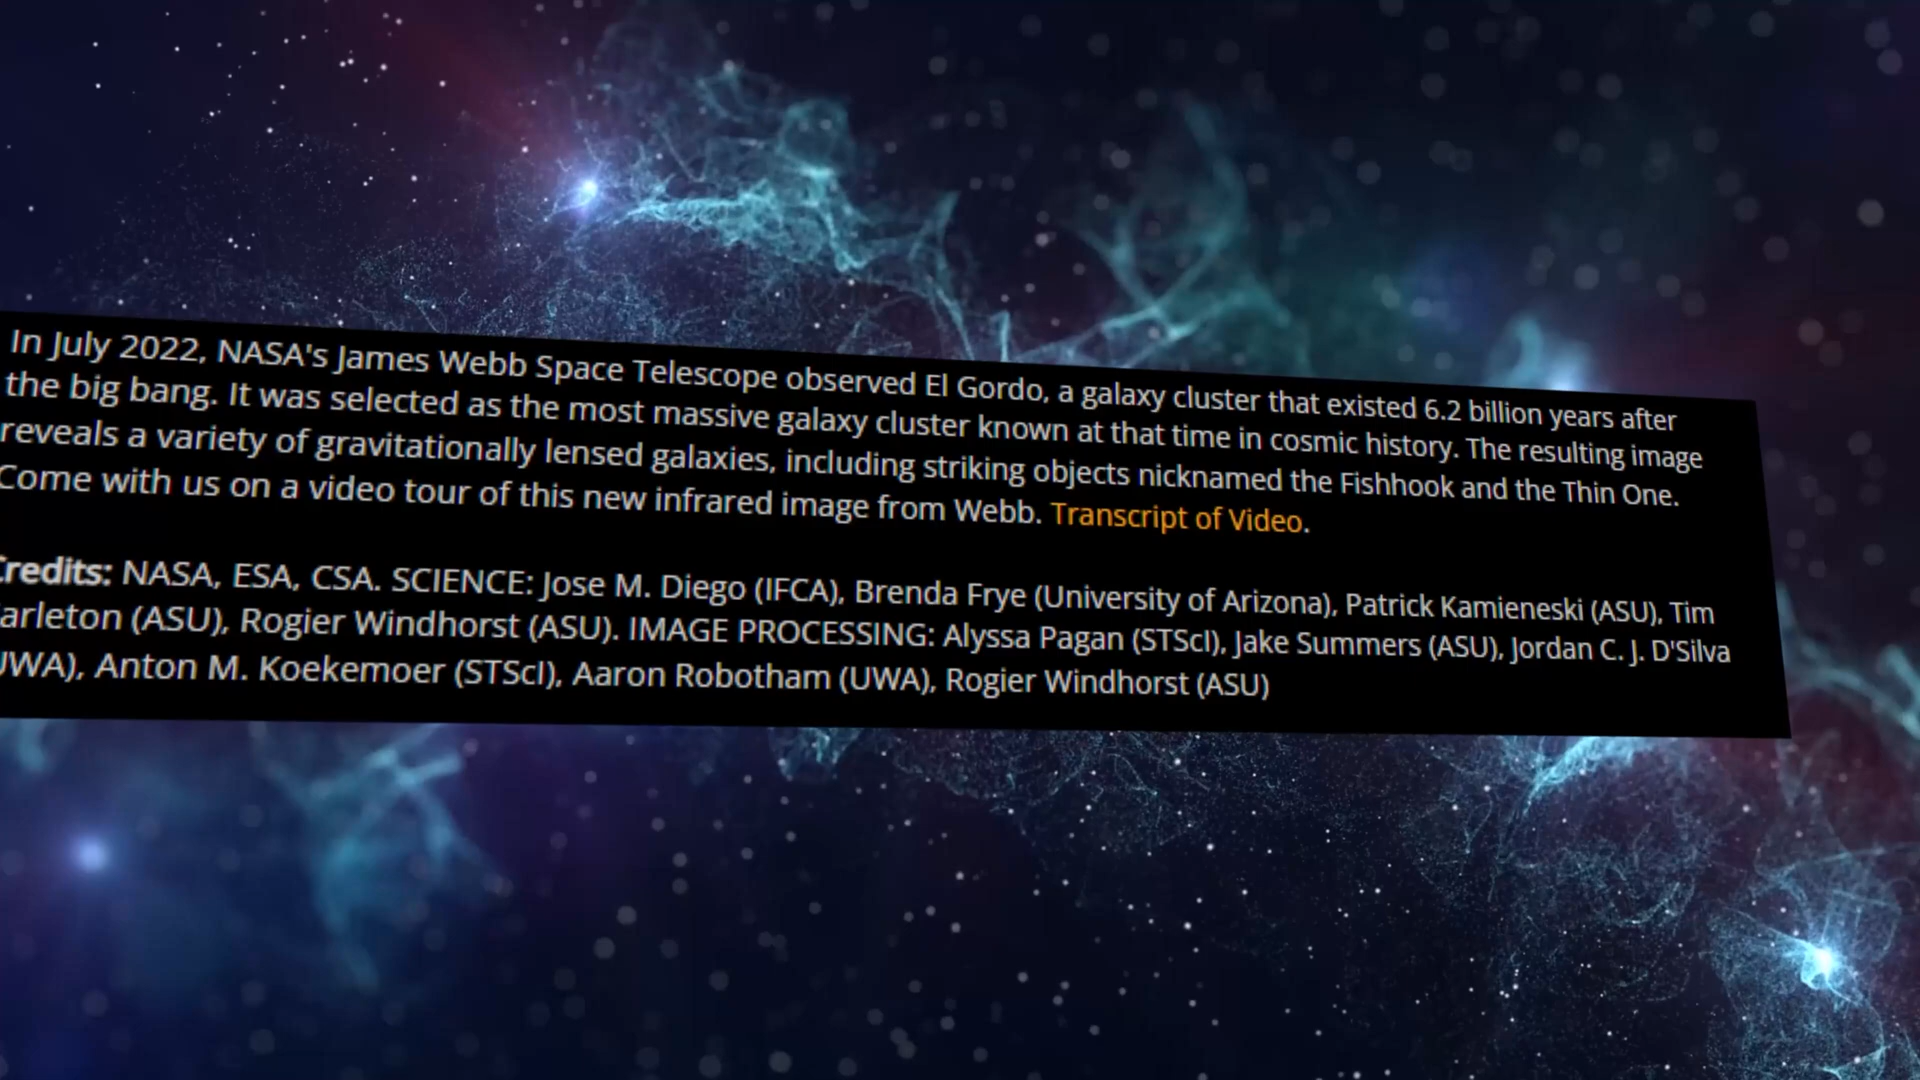 In July 2022, NASA's James Webb Space Telescope observed El Gordo, a galaxy cluster that existed 6.2 billion years after
the big bang. It was selected as the most massive galaxy cluster known at that time in cosmic history. The resulting image
reveals a variety of gravitationally lensed galaxies, including striking objects nicknamed the Fishhook and the Thin One.
Come with us on a video tour of this new infrared image from Webb. Transcript of Video.
Credits: NASA, ESA, CSA. SCIENCE: Jose M. Diego (IFCA), Brenda Frye (University of Arizona), Patrick Kamieneski (ASU), Tim
arleton (ASU), Rogier Windhorst (ASU). IMAGE PROCESSING: Alyssa Pagan (STScI), Jake Summers (ASU), Jordan C. J. D'Silva
UWA), Anton M. Koekemoer (STScI), Aaron Robotham (UWA), Rogier Windhorst (ASU)